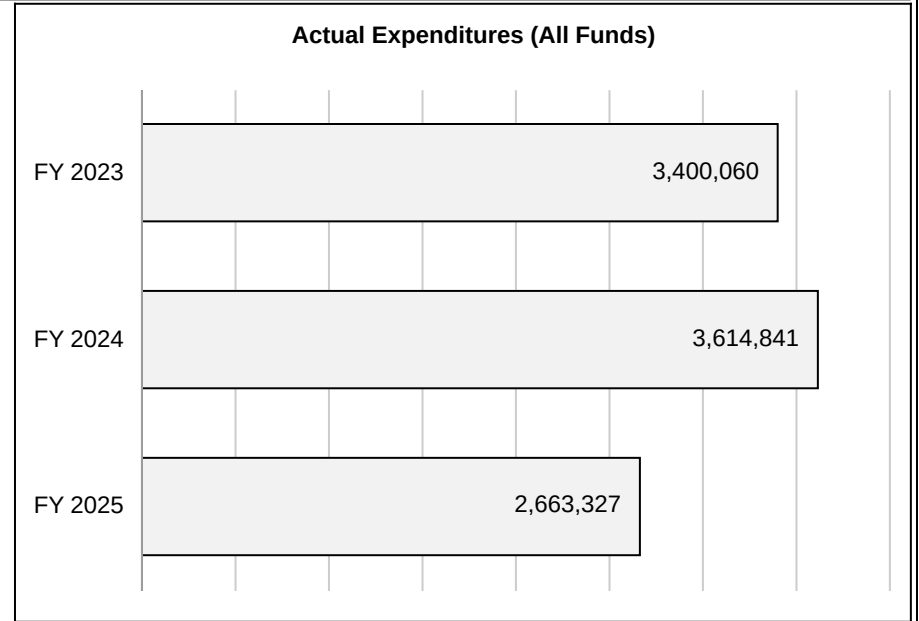 Actual Expenditures (All Funds)
FY 2023
3,400,060
FY 2024
3,614,841
FY 2025
2,663,327